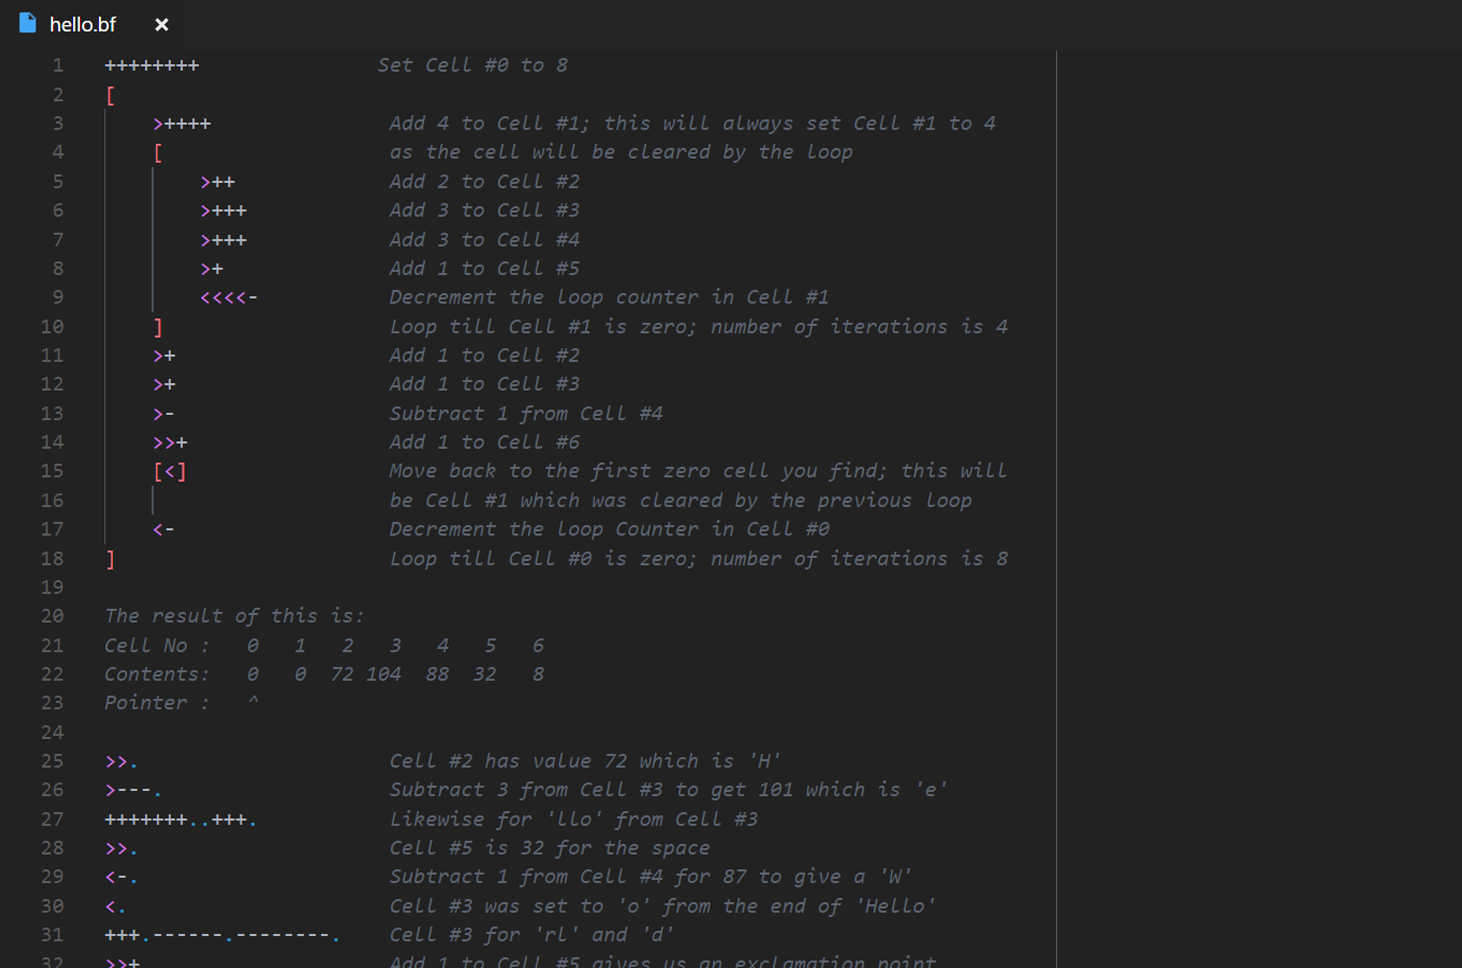 hello.bf ×
1 ++++++++ Set Cell #0 to 8
2 [
3 >++++ Add 4 to Cell #1; this will always set Cell #1 to 4
4 [ as the cell will be cleared by the loop
5 >++ Add 2 to Cell #2
6 >+++ Add 3 to Cell #3
7 >+++ Add 3 to Cell #4
8 >+ Add 1 to Cell #5
9 <<<<- Decrement the loop counter in Cell #1
10 ] Loop till Cell #1 is zero; number of iterations is 4
11 >+ Add 1 to Cell #2
12 >+ Add 1 to Cell #3
13 >- Subtract 1 from Cell #4
14 >>+ Add 1 to Cell #6
15 [<] Move back to the first zero cell you find; this will
16 be Cell #1 which was cleared by the previous loop
17 <- Decrement the loop Counter in Cell #0
18 ] Loop till Cell #0 is zero; number of iterations is 8
19
20 The result of this is:
21 Cell No : 0 1 2 3 4 5 6
22 Contents: 0 0 72 104 88 32 8
23 Pointer : ^
24
25 >>. Cell #2 has value 72 which is 'H'
26 >---. Subtract 3 from Cell #3 to get 101 which is 'e'
27 +++++++..+++. Likewise for 'llo' from Cell #3
28 >>. Cell #5 is 32 for the space
29 <-. Subtract 1 from Cell #4 for 87 to give a 'W'
30 <. Cell #3 was set to 'o' from the end of 'Hello'
31 +++.------.--------. Cell #3 for 'rl' and 'd'
32 >>+ Add 1 to Cell #5 gives us an exclamation point